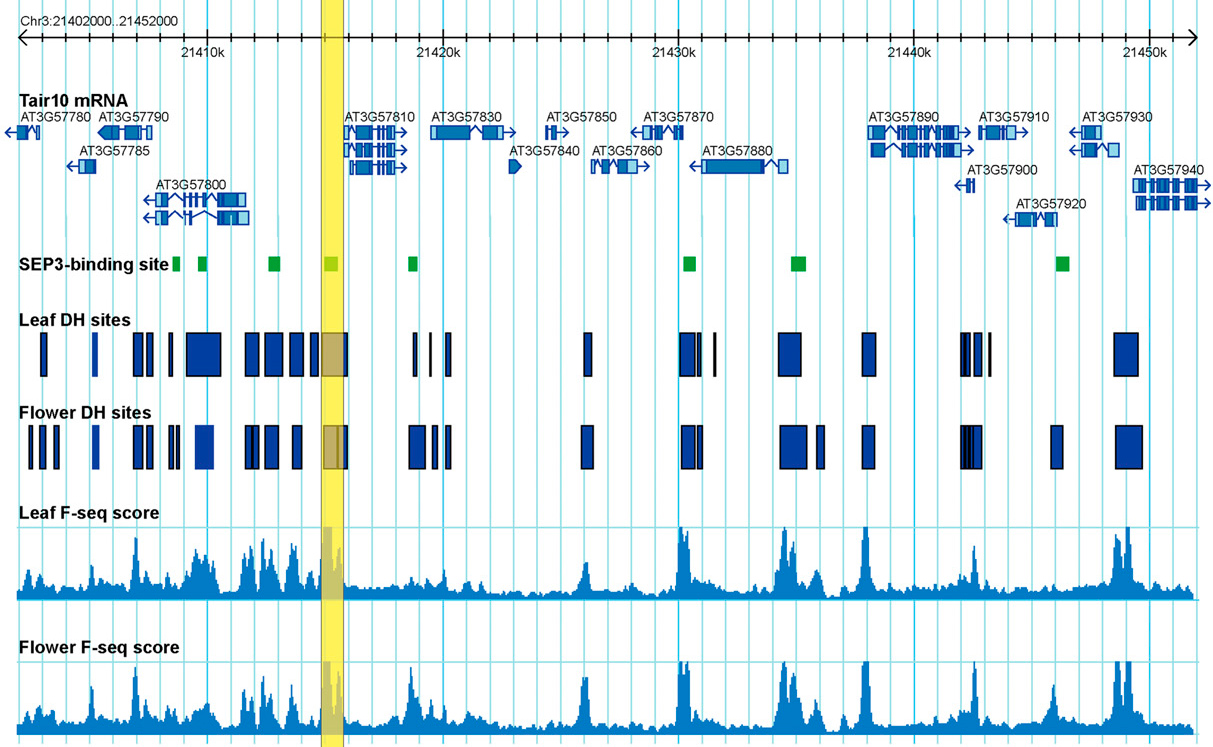 Chr3:21402000..21452000
21410k 21420k 21430k 21440k 21450k
Tair10 mRNA
AT3G57780 AT3G57790 AT3G57810 AT3G57830 AT3G57850 AT3G57870 AT3G57890 AT3G57910 AT3G57930
AT3G57785 AT3G57840 AT3G57860 AT3G57880
AT3G57900 AT3G57940
AT3G57800
AT3G57920
SEP3-binding site
Leaf DH sites
Flower DH sites
Leaf F-seq score
Flower F-seq score